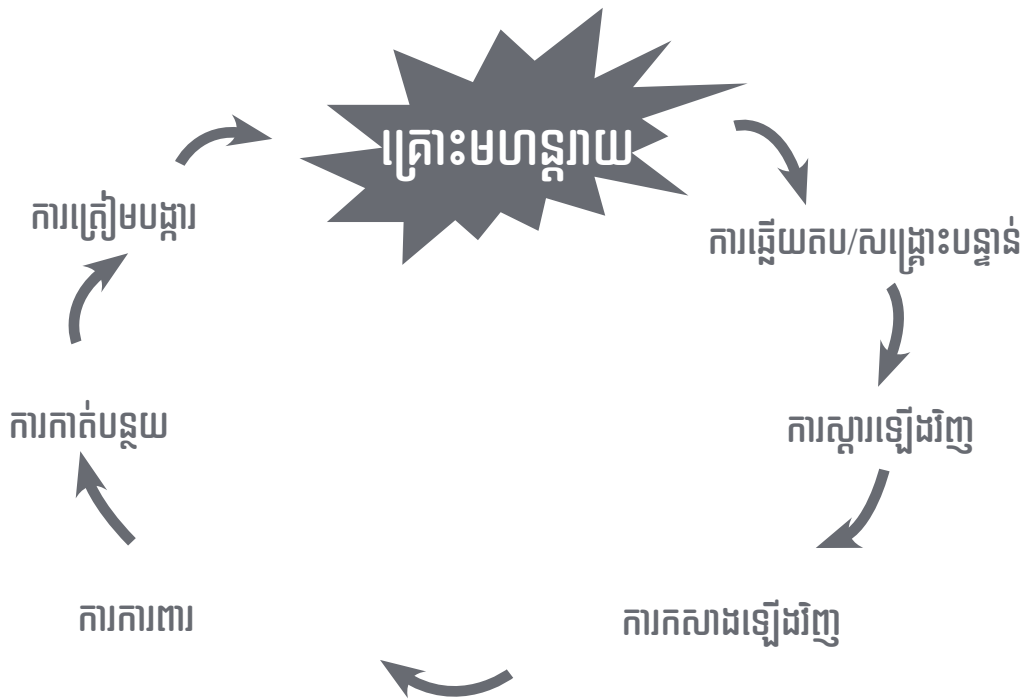 គ្រោះមហន្តរាយ
ការឆ្លើយតប/សង្គ្រោះបន្ទាន់
ការស្តារឡើងវិញ
ការកសាងឡើងវិញ
ការការពារ
ការកាត់បន្ថយ
ការត្រៀមបង្ការ